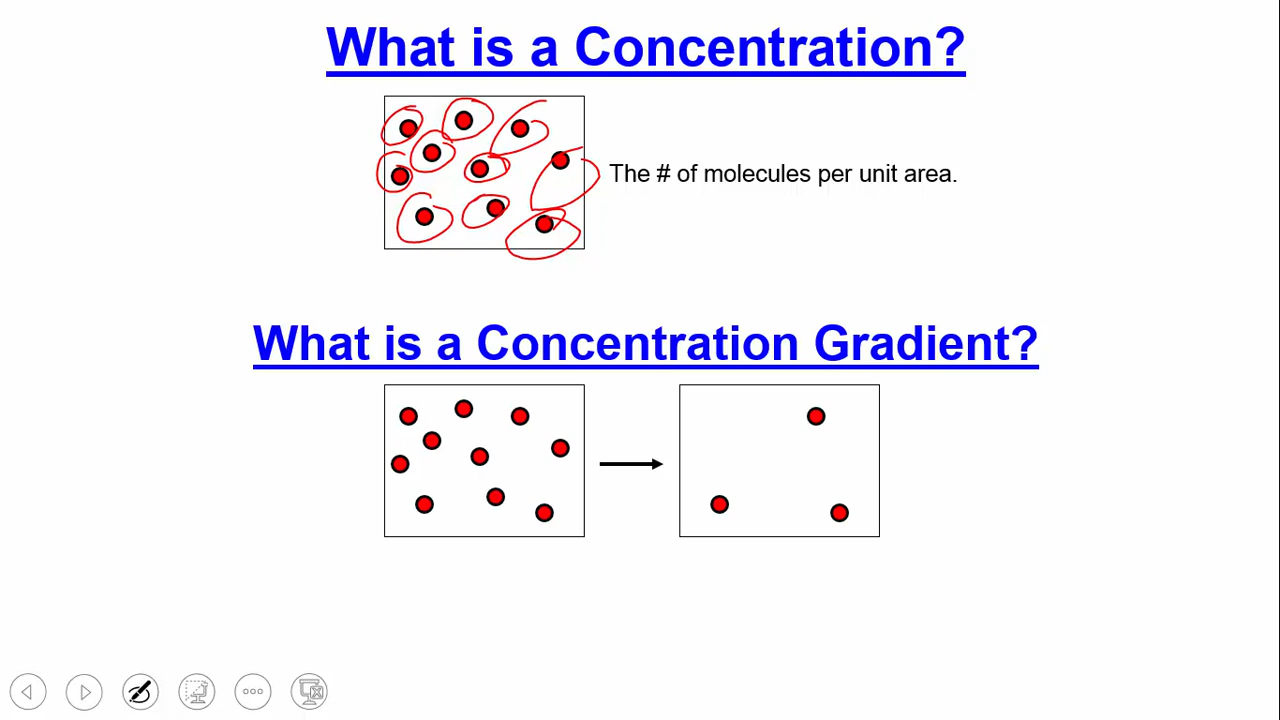 What is a Concentration?
The # of molecules per unit area.
What is a Concentration Gradient?